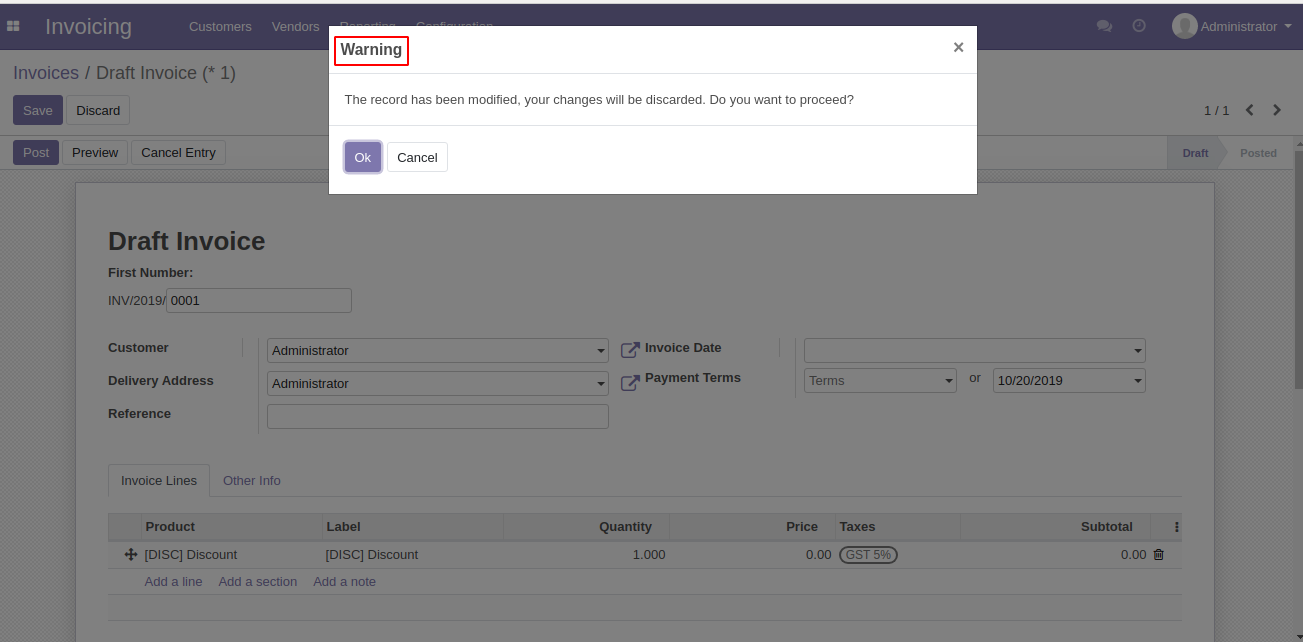 Invoicing
Customers Vendors Reporting Configuration
Administrator
Warning
×
The record has been modified, your changes will be discarded. Do you want to proceed?
Ok Cancel
Invoices / Draft Invoice (* 1)
Save Discard
1 / 1
Post Preview Cancel Entry
Draft Posted
Draft Invoice
First Number:
INV/2019/ 0001
Customer Administrator Invoice Date
Delivery Address Administrator Payment Terms Terms or 10/20/2019
Reference
Invoice Lines Other Info
Product Label Quantity Price Taxes Subtotal
[DISC] Discount [DISC] Discount 1.000 0.00 GST 5% 0.00
Add a line Add a section Add a note